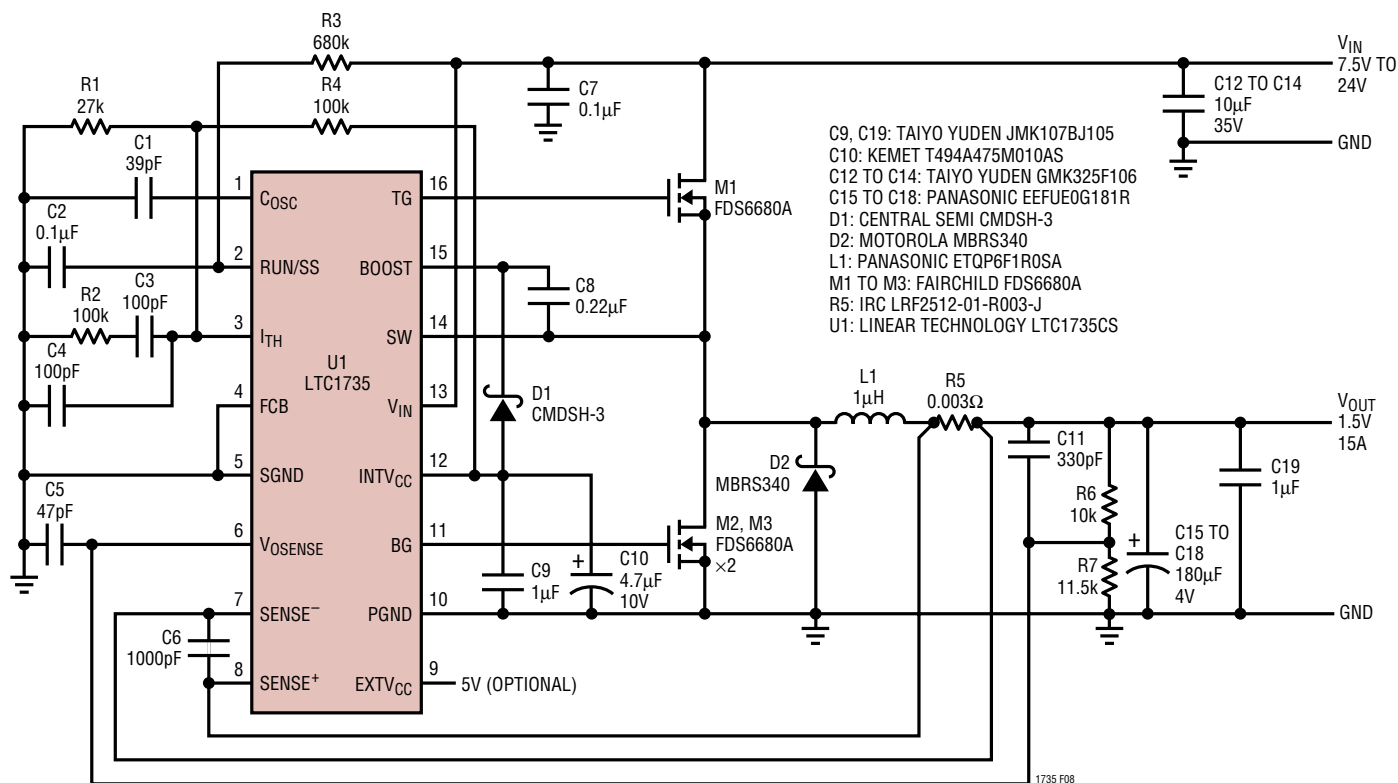 R3
680k
R1
27k
R4
100k
C7
0.1µF
C12 TO C14
10µF
35V
V_IN
7.5V TO
24V
GND
C1
39pF
C2
0.1µF
R2
100k
C3
100pF
C4
100pF
C5
47pF
C6
1000pF
1
2
3
4
5
6
7
8
C_OSC
RUN/SS
I_TH
FCB
SGND
V_OSENSE
SENSE–
SENSE+
U1
LTC1735
TG
BOOST
SW
V_IN
INTV_CC
BG
PGND
EXTV_CC
16
15
14
13
12
11
10
9
5V (OPTIONAL)
M1
FDS6680A
C8
0.22µF
D1
CMDSH-3
C9
1µF
+
C10
4.7µF
10V
M2, M3
FDS6680A
×2
D2
MBRS340
L1
1µH
R5
0.003Ω
C11
330pF
R6
10k
R7
11.5k
+
C15 TO
C18
180µF
4V
C19
1µF
V_OUT
1.5V
15A
GND
C9, C19: TAIYO YUDEN JMK107BJ105
C10: KEMET T494A475M010AS
C12 TO C14: TAIYO YUDEN GMK325F106
C15 TO C18: PANASONIC EEFUE0G181R
D1: CENTRAL SEMI CMDSH-3
D2: MOTOROLA MBRS340
L1: PANASONIC ETQP6F1R0SA
M1 TO M3: FAIRCHILD FDS6680A
R5: IRC LRF2512-01-R003-J
U1: LINEAR TECHNOLOGY LTC1735CS
1735 F08